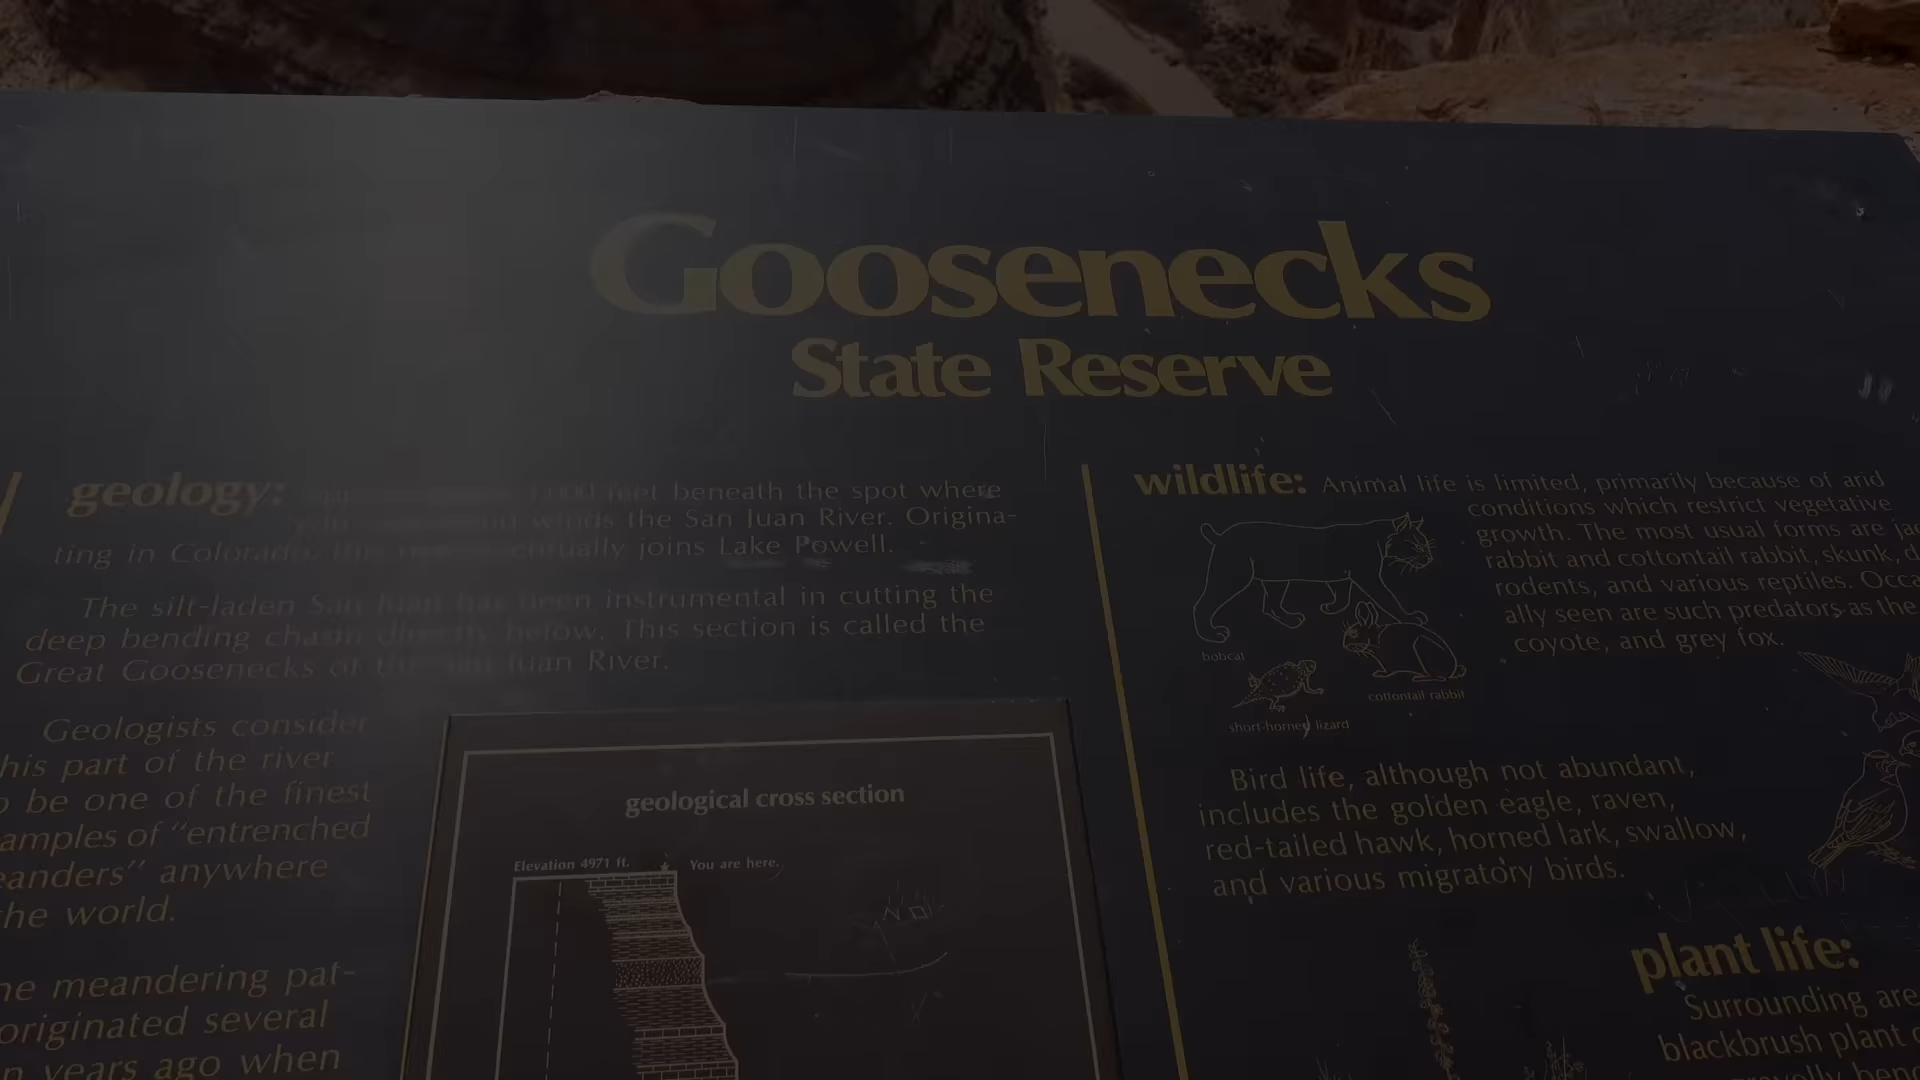 Goosenecks
State Reserve
geology: 1,000 feet beneath the spot where
winds the San Juan River. Origina-
ting in Colorado, this eventually joins Lake Powell.
The silt-laden San Juan has been instrumental in cutting the
deep bending chasm directly below. This section is called the
Great Goosenecks of the San Juan River.
Geologists consider
his part of the river
o be one of the finest
amples of "entrenched
eanders" anywhere
the world.
he meandering pat-
originated several
n years ago when
geological cross section
Elevation 4971 ft.
You are here.
wildlife: Animal life is limited, primarily because of arid
conditions which restrict vegetative
growth. The most usual forms are jac
rabbit and cottontail rabbit, skunk, d
rodents, and various reptiles. Occa
ally seen are such predators as the
coyote, and grey fox.
bobcat
cottontail rabbit
short-horned lizard
Bird life, although not abundant,
includes the golden eagle, raven,
red-tailed hawk, horned lark, swallow,
and various migratory birds.
plant life:
Surrounding are
blackbrush plant c
gravelly benc